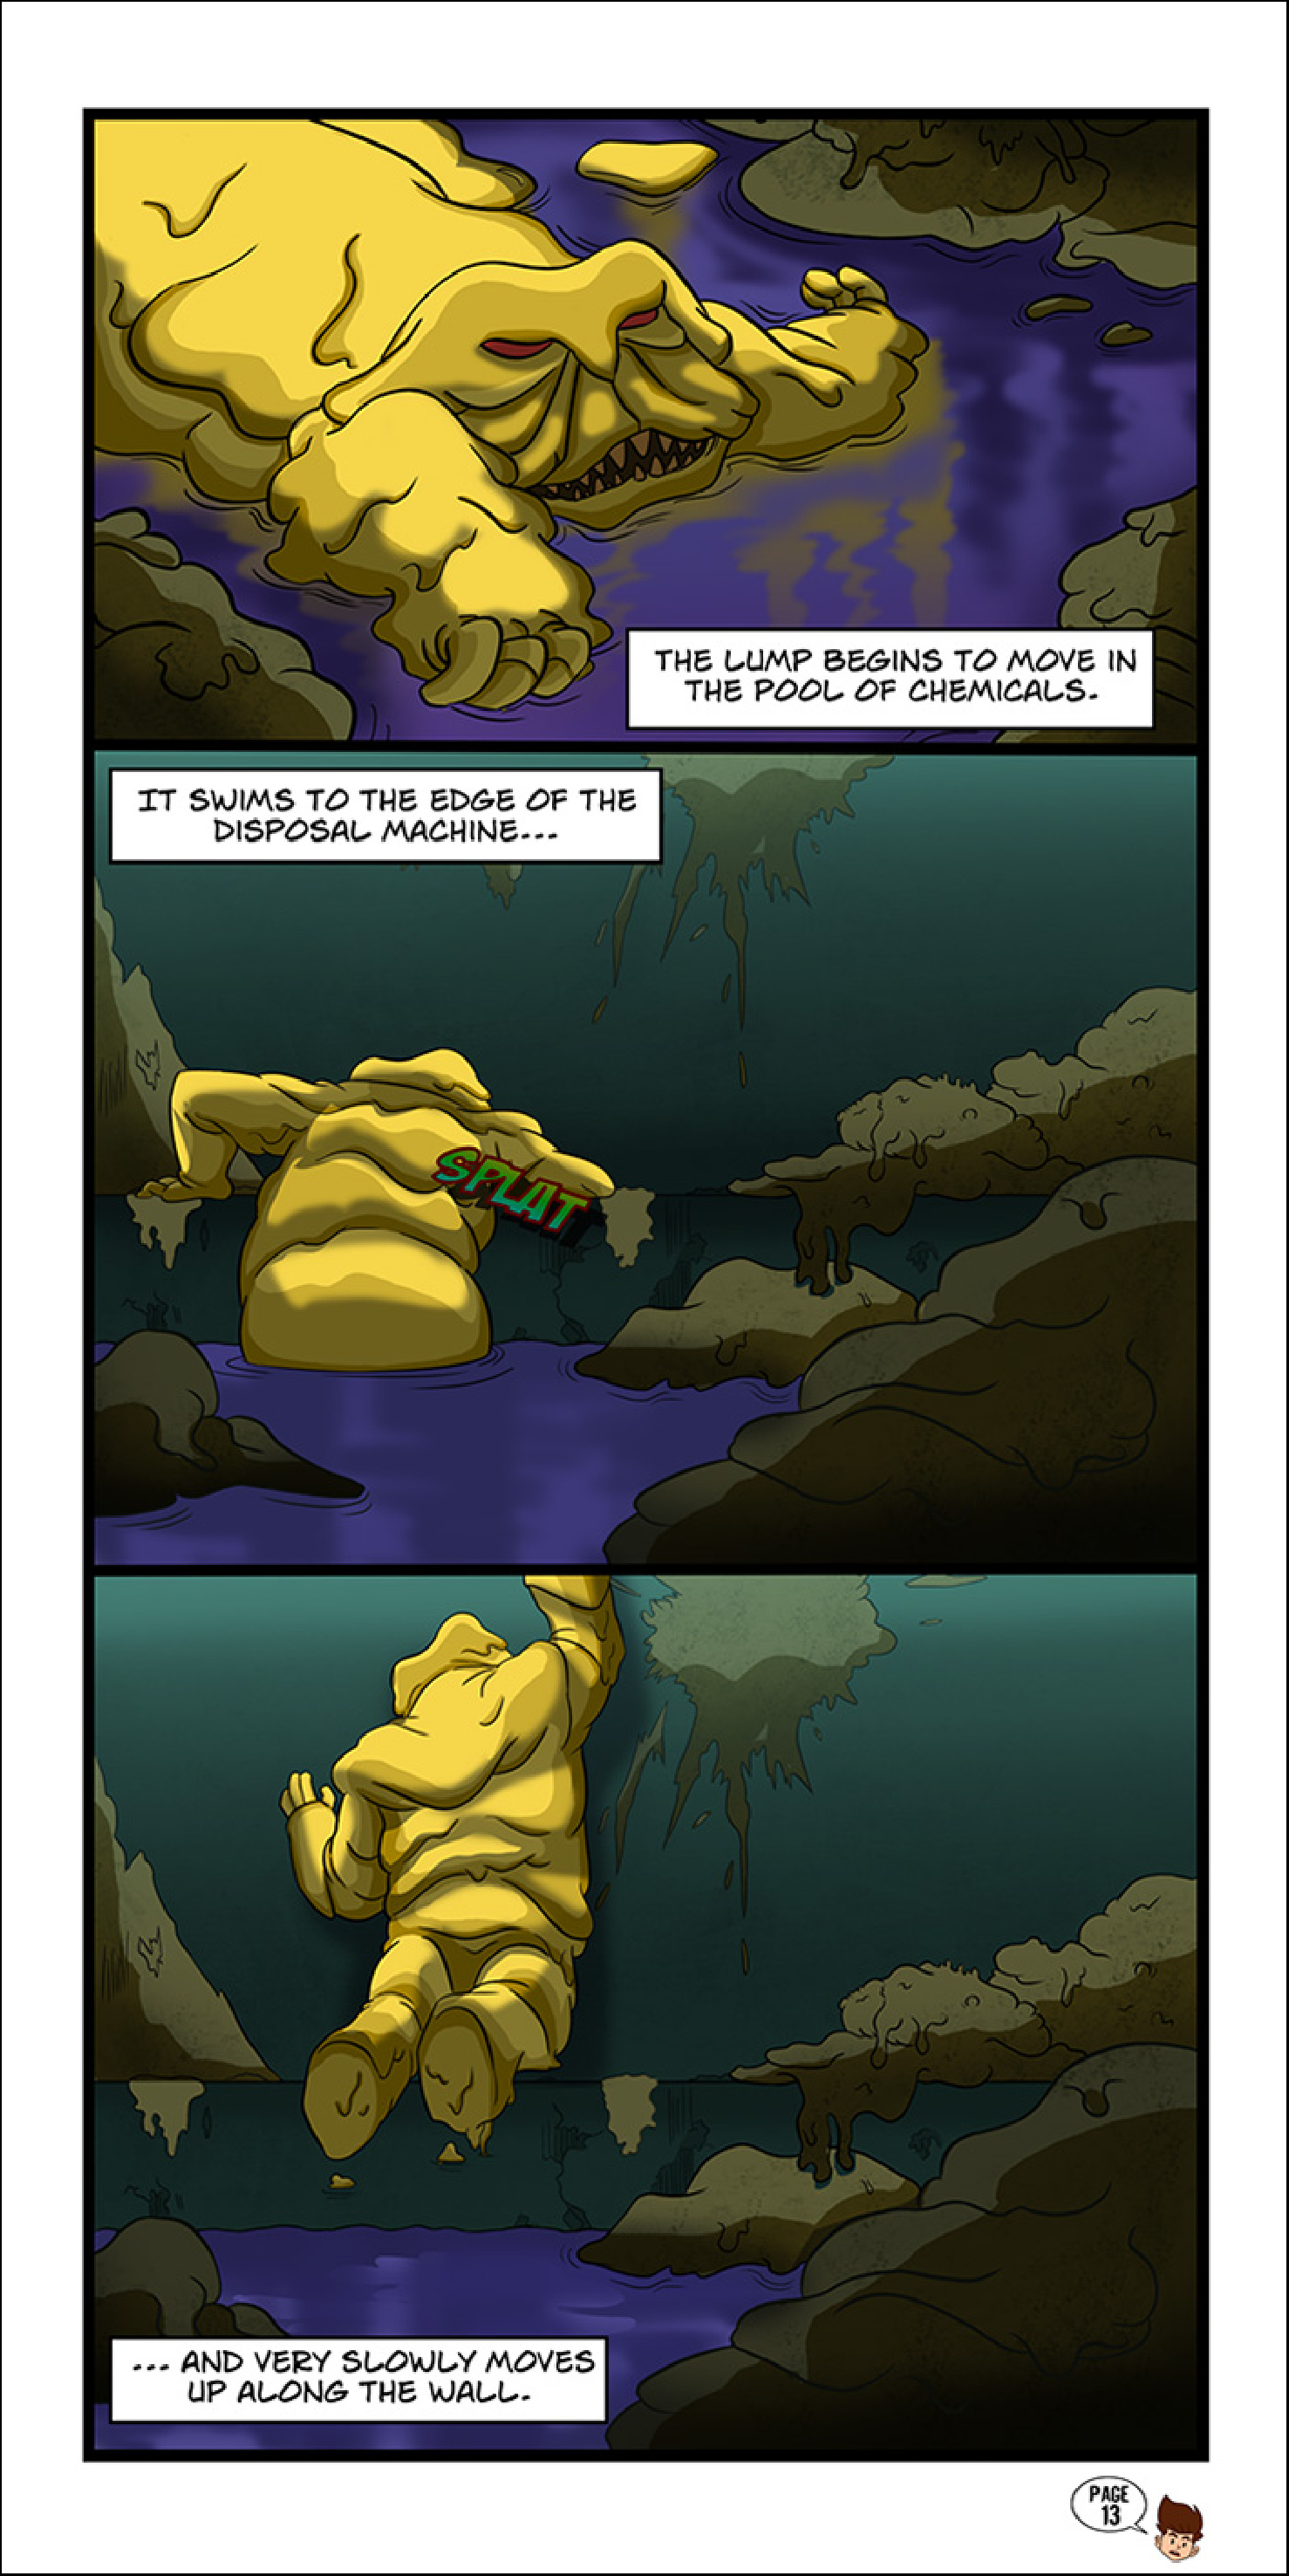 THE LUMP BEGINS TO MOVE IN
THE POOL OF CHEMICALS.
IT SWIMS TO THE EDGE OF THE
DISPOSAL MACHINE...
SPLAT
... AND VERY SLOWLY MOVES
UP ALONG THE WALL.
PAGE
13